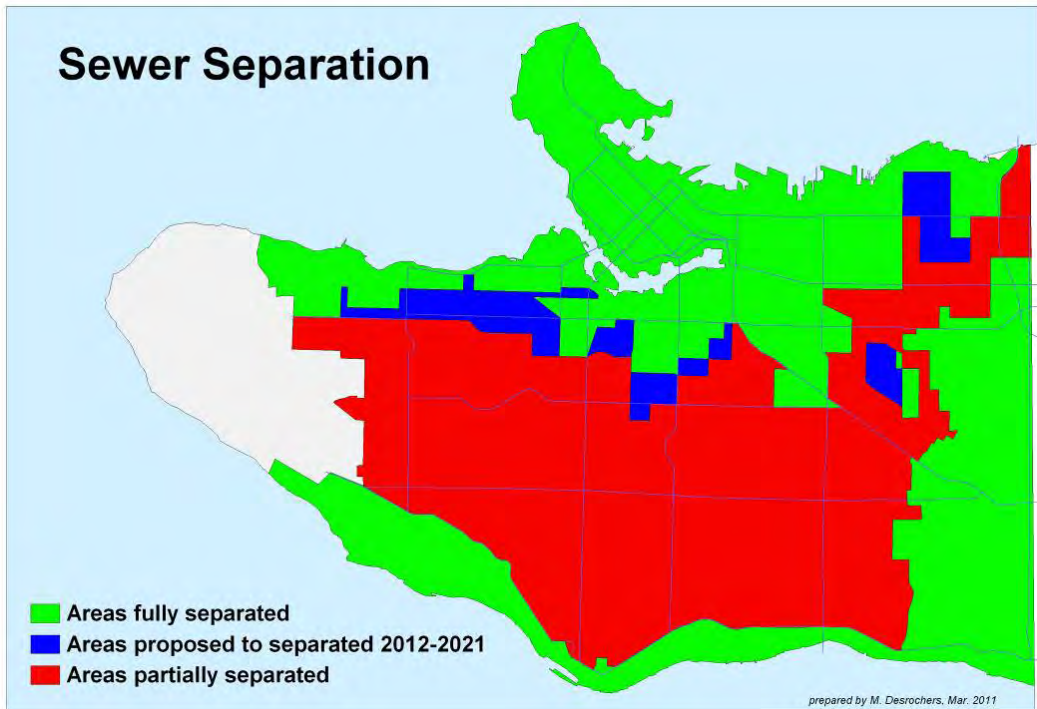 Sewer Separation
Areas fully separated
Areas proposed to separated 2012-2021
Areas partially separated
prepared by M. Desrochers, Mar. 2011